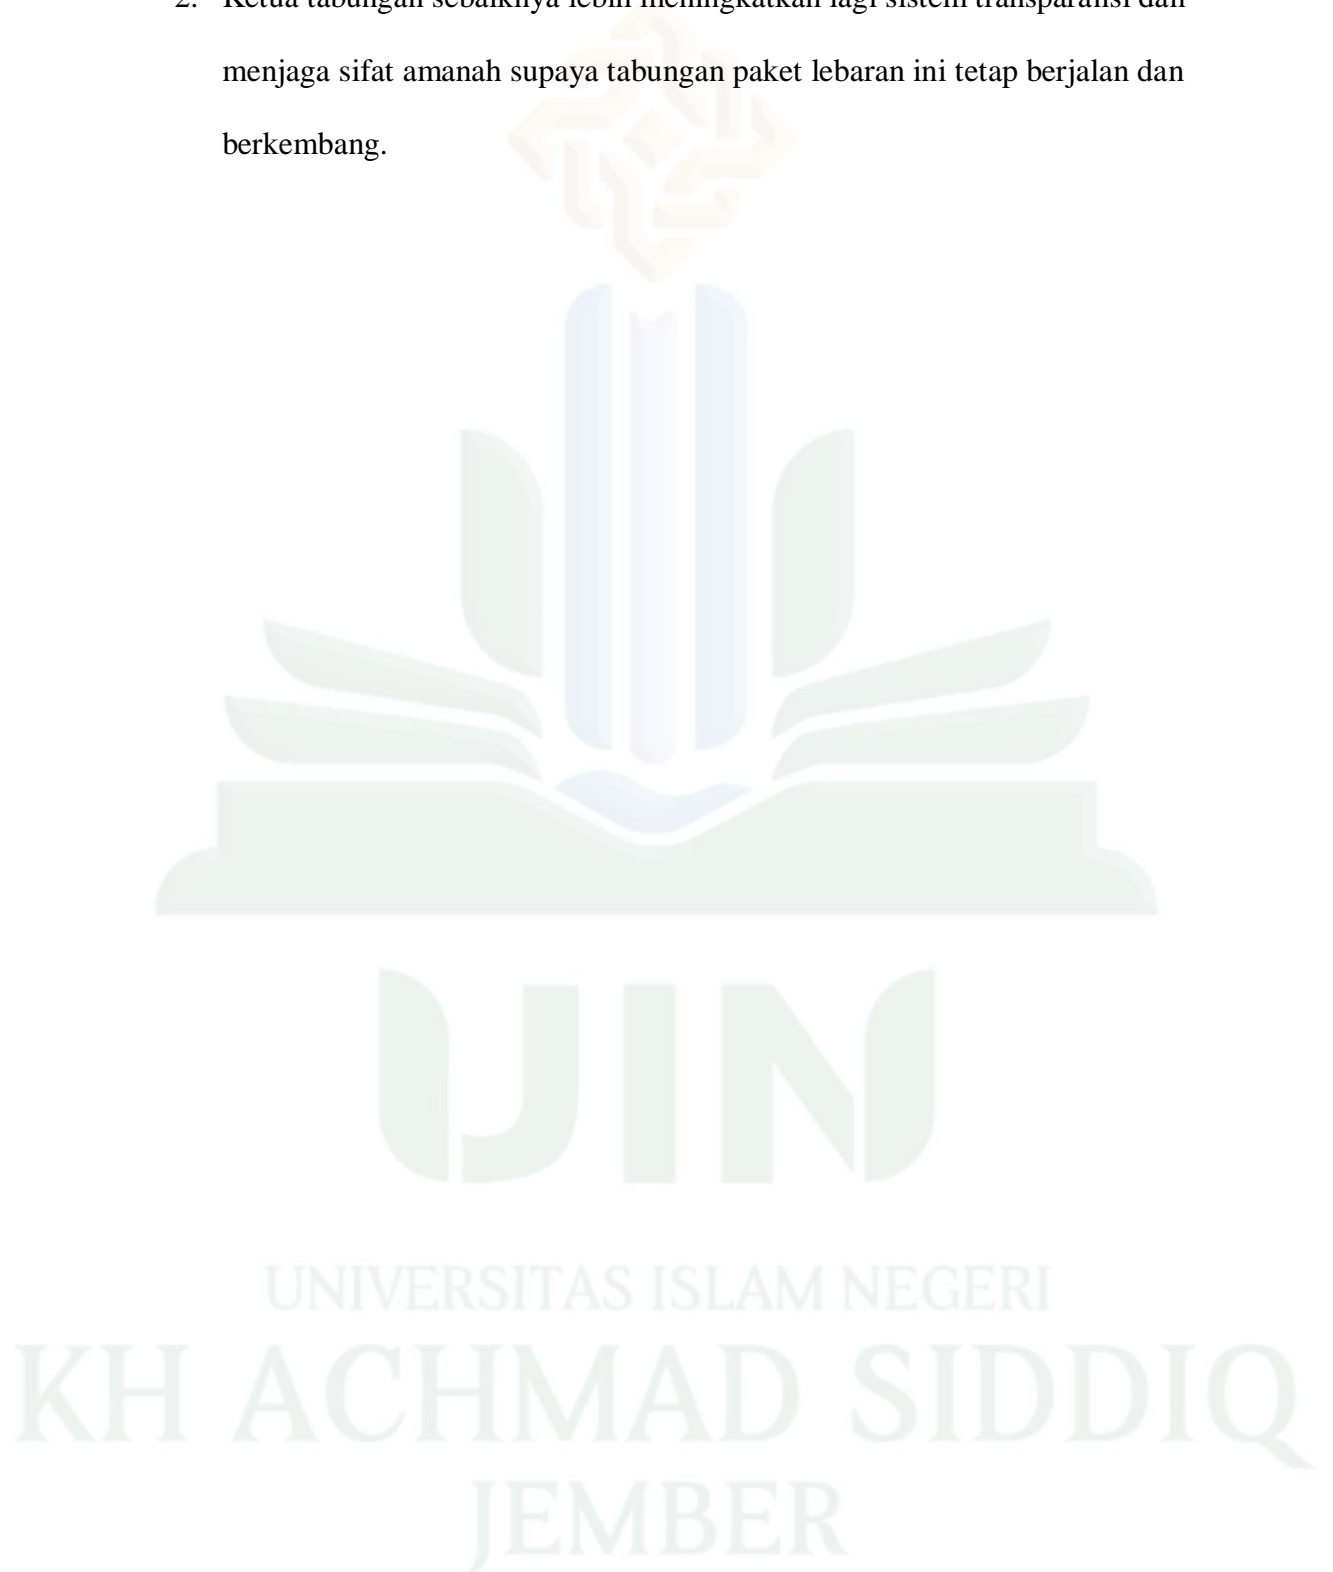 2. Ketua tabungan sebaiknya lebih meningkatkan lagi sistem transparansi dan
menjaga sifat amanah supaya tabungan paket lebaran ini tetap berjalan dan
berkembang.
UIN
UNIVERSITAS ISLAM NEGERI
KH ACHMAD SIDDIQ
JEMBER